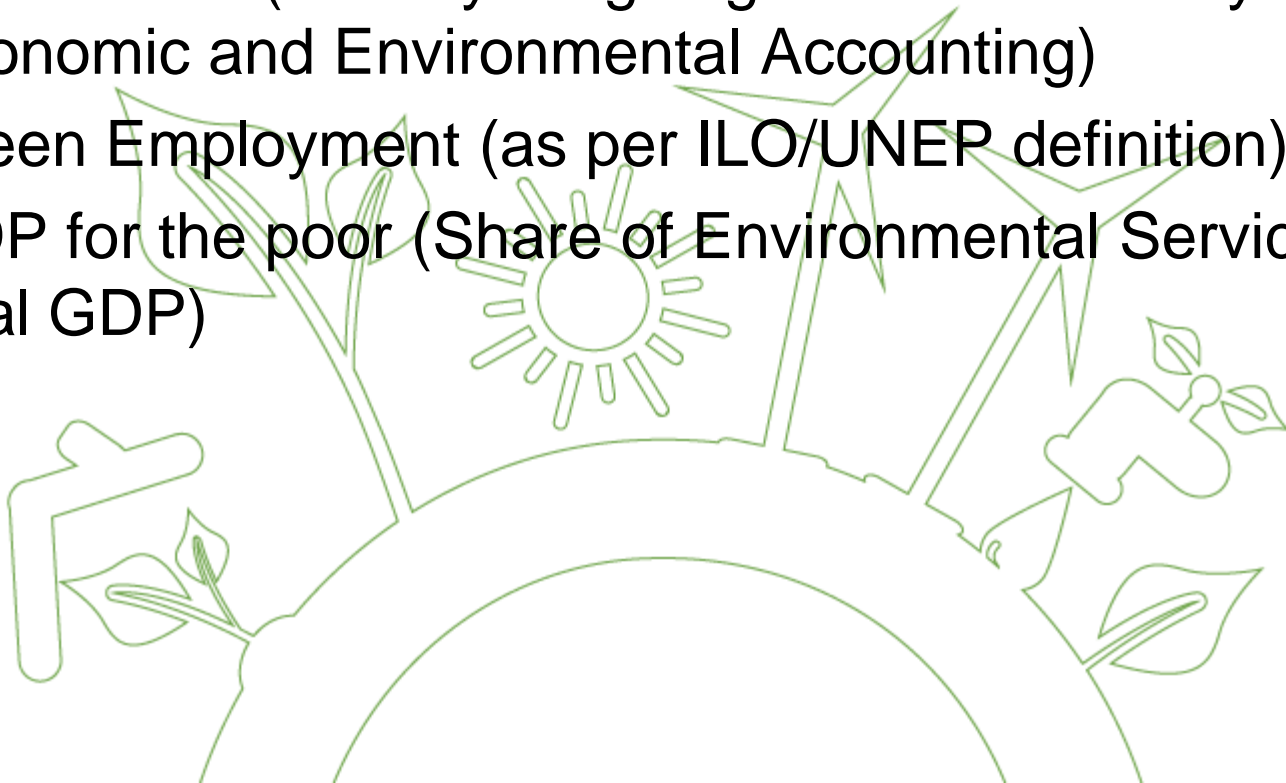 onomic and Environmental Accounting)
een Employment (as per ILO/UNEP definition)
P for the poor (Share of Environmental Servic
al GDP)